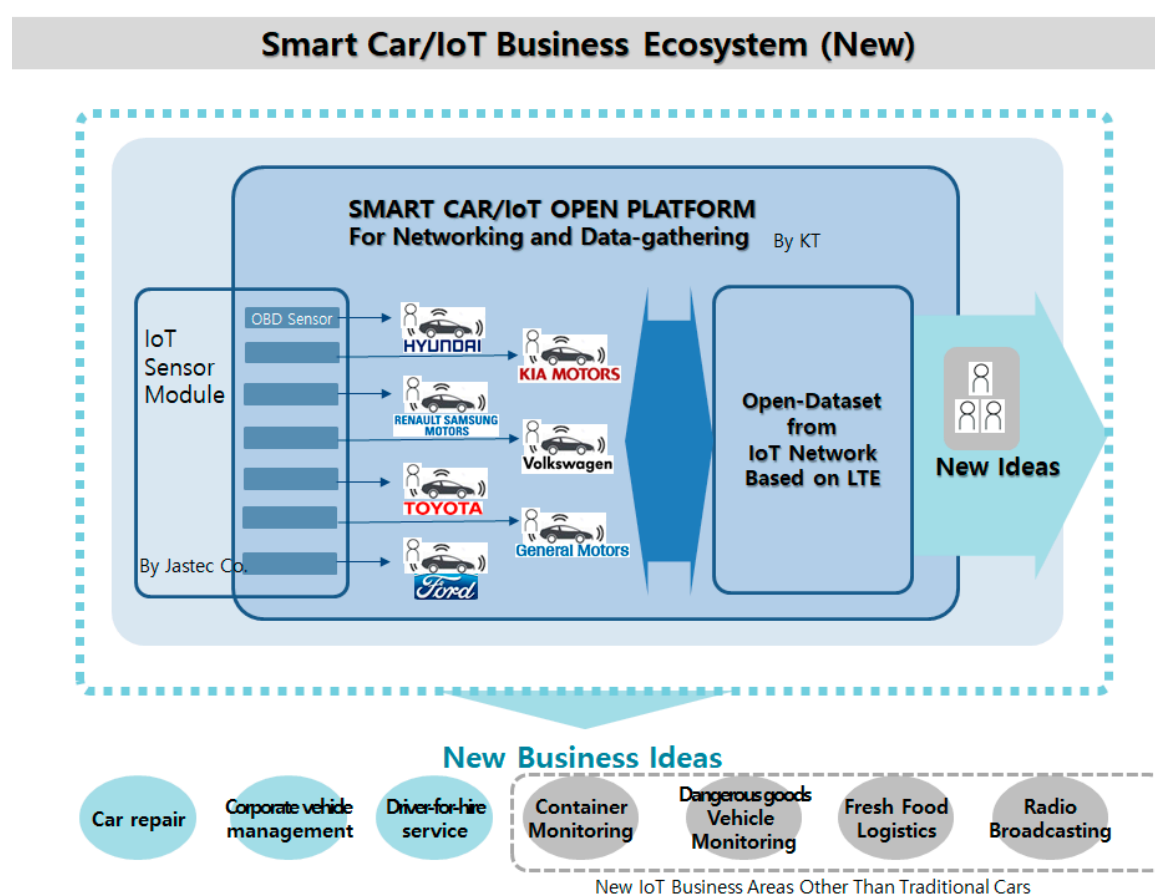 Smart Car/IoT Business Ecosystem (New)
SMART CAR/IoT OPEN PLATFORM
For Networking and Data-gathering By KT
IoT
Sensor
Module
By Jastec Co.
OBD Sensor
HYUNDAI
KIA MOTORS
RENAULT SAMSUNG
MOTORS
Volkswagen
TOYOTA
General Motors
Ford
Open-Dataset
from
IoT Network
Based on LTE
New Ideas
New Business Ideas
Car repair
Corporate vehicle
management
Driver-for-hire
service
Container
Monitoring
Dangerous goods
Vehicle
Monitoring
Fresh Food
Logistics
Radio
Broadcasting
New IoT Business Areas Other Than Traditional Cars